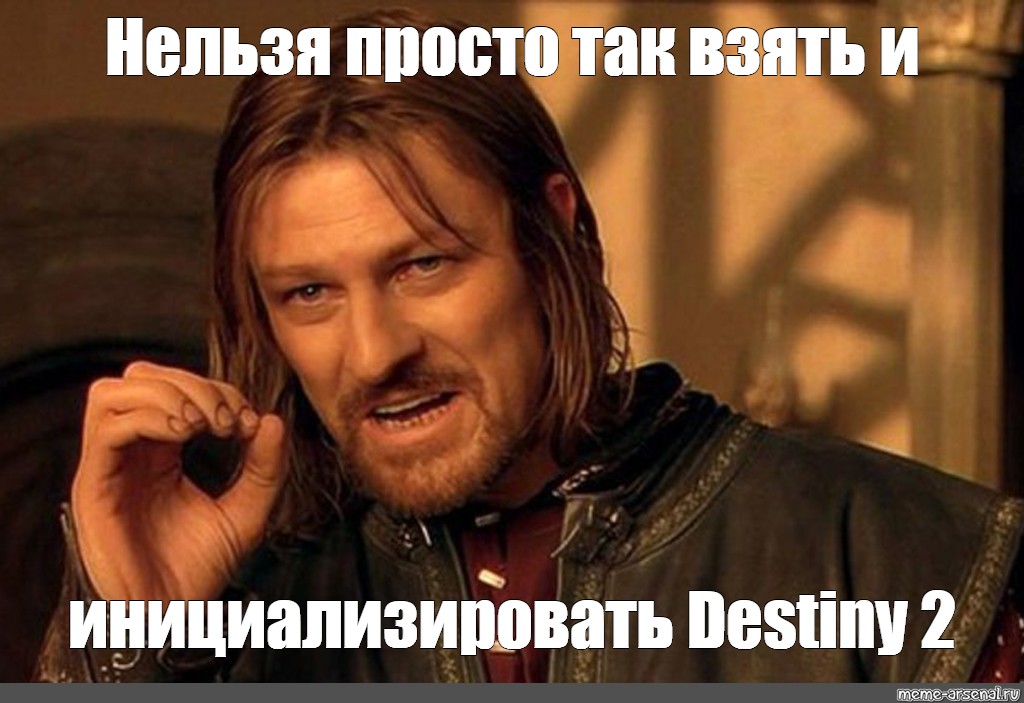 Нельзя просто так взять и
инициализировать Destiny 2
meme-arsenal.ru